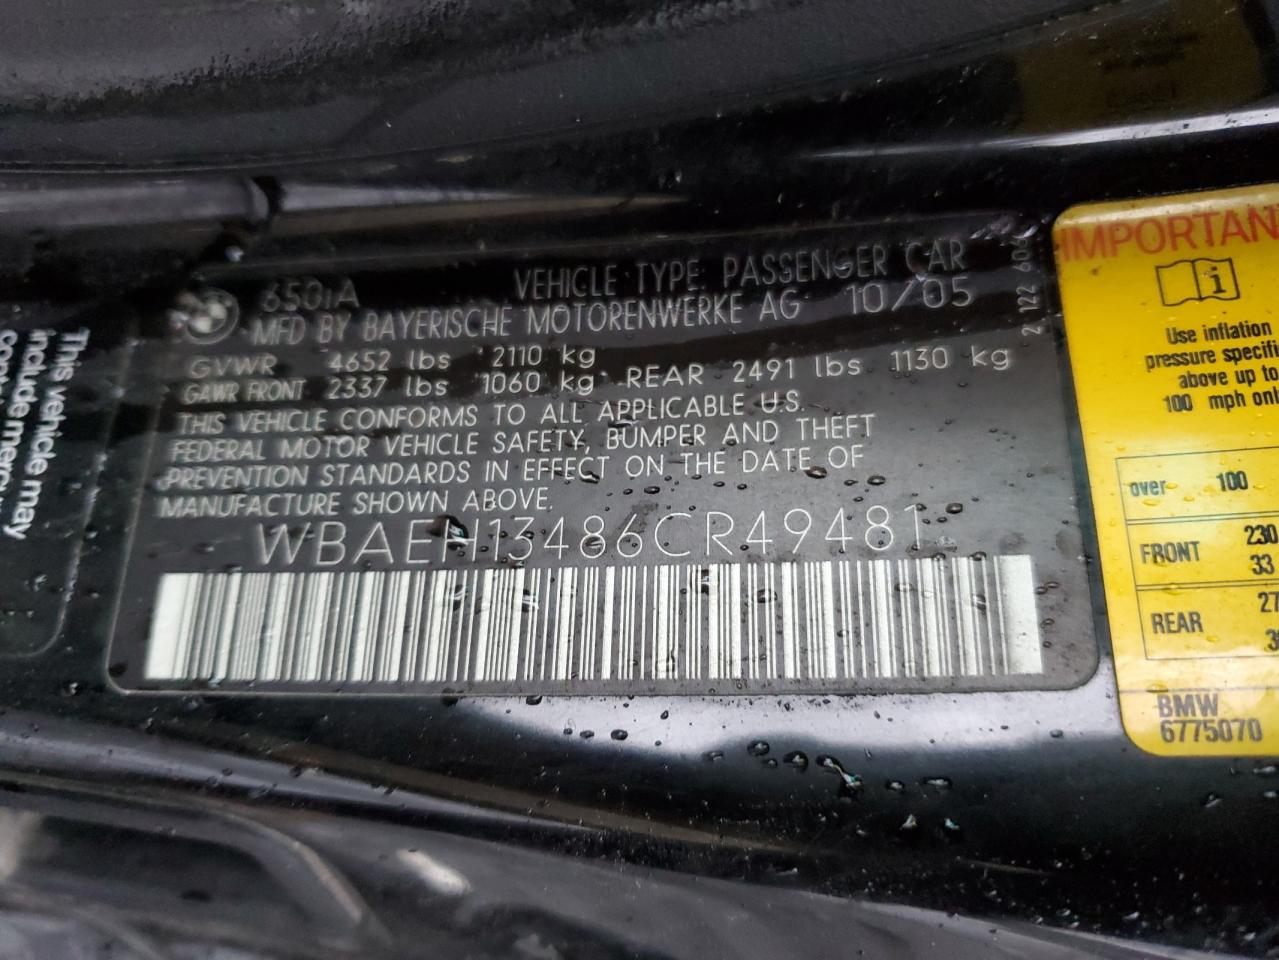 650iA VEHICLE TYPE: PASSENGER CAR
MFD BY BAYERISCHE MOTORENWERKE AG 10/05
GVWR 4652 lbs 2110 kg
GAWR FRONT 2337 lbs 1060 kg REAR 2491 lbs 1130 kg
THIS VEHICLE CONFORMS TO ALL APPLICABLE U.S.
FEDERAL MOTOR VEHICLE SAFETY, BUMPER AND THEFT
PREVENTION STANDARDS IN EFFECT ON THE DATE OF
MANUFACTURE SHOWN ABOVE.
WBAEH13486CR49481
2 122 606
This vehicle may
include
IMPORTAN
i
Use inflation
pressure specifi
above up to
100 mph onl
over 100
FRONT 230
33
REAR 27
3
BMW
6775070